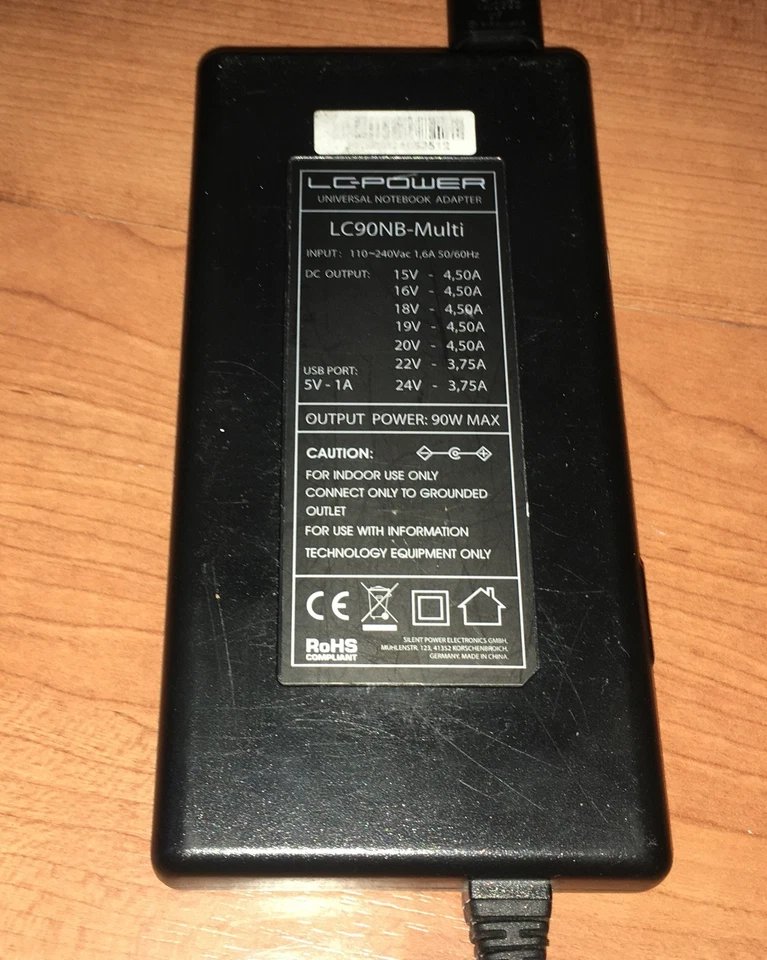 LC-POWER
UNIVERSAL NOTEBOOK ADAPTER
LC90NB-Multi
INPUT: 110~240Vac 1,6A 50/60Hz
DC OUTPUT: 15V - 4,50A
16V - 4,50A
18V - 4,50A
19V - 4,50A
20V - 4,50A
22V - 3,75A
USB PORT:
5V - 1A 24V - 3,75A
OUTPUT POWER: 90W MAX
CAUTION:
FOR INDOOR USE ONLY
CONNECT ONLY TO GROUNDED
OUTLET
FOR USE WITH INFORMATION
TECHNOLOGY EQUIPMENT ONLY
CE
RoHS
COMPLIANT
SILENT POWER ELECTRONICS GMBH,
MÜHLENSTR. 123, 41352 KORSCHENBROICH,
GERMANY. MADE IN CHINA.